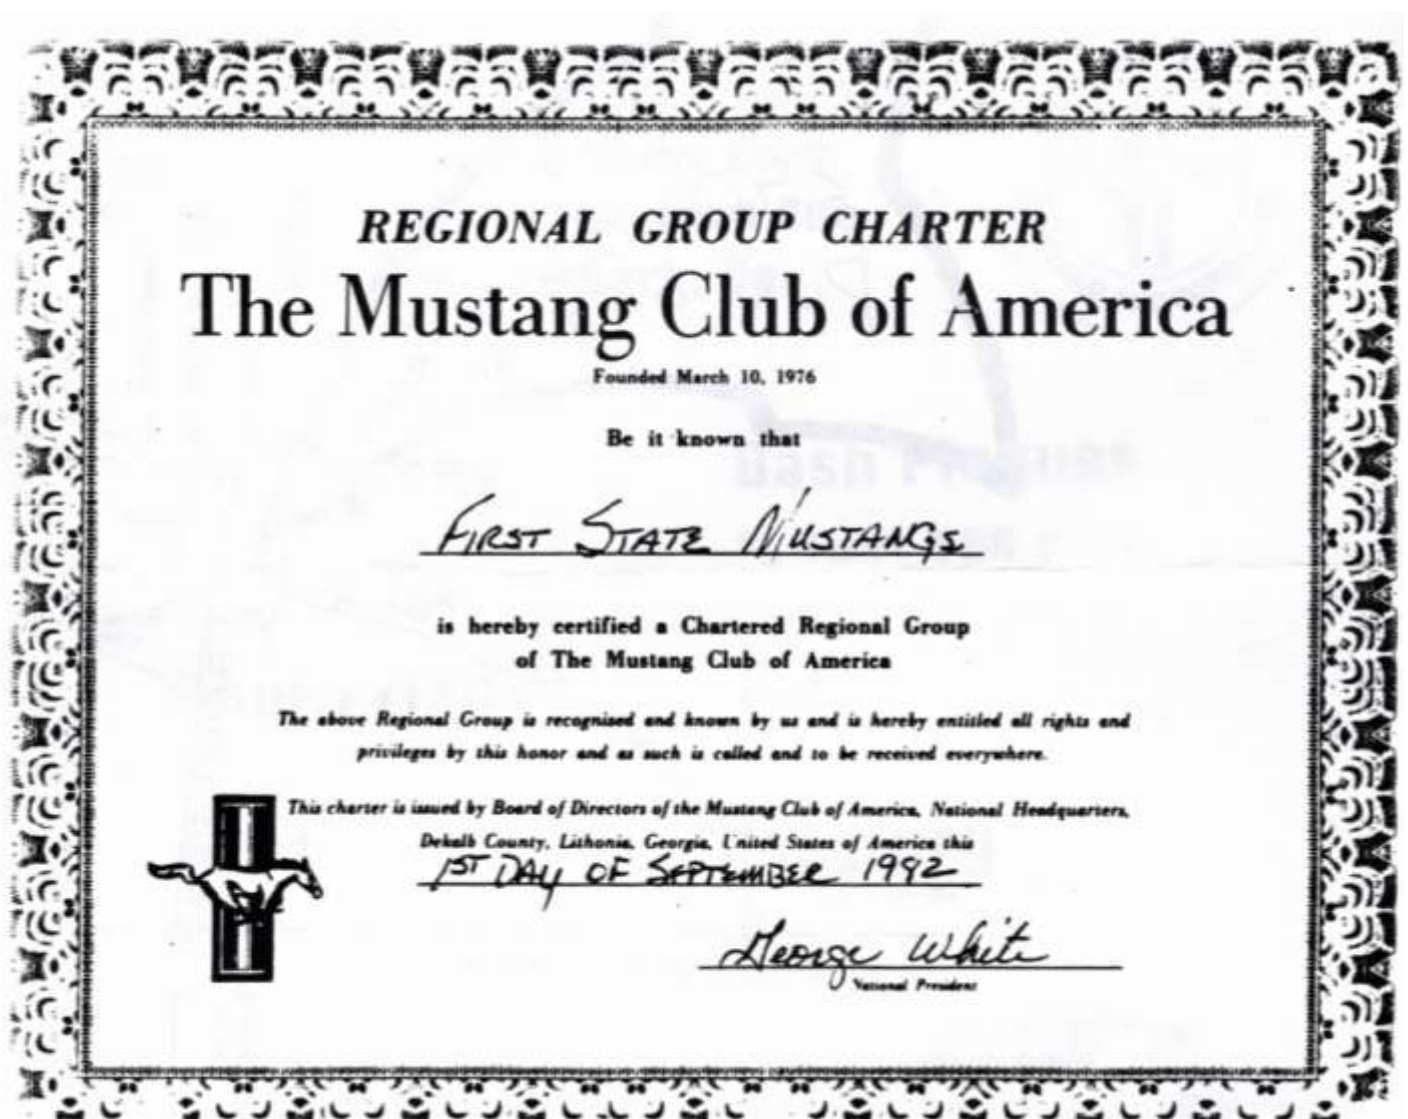 REGIONAL GROUP CHARTER
The Mustang Club of America
Founded March 10, 1976
Be it known that
FIRST STATE MUSTANGS
is hereby certified a Chartered Regional Group
of The Mustang Club of America
The above Regional Group is recognized and known by us and is hereby entitled all rights and
privileges by this honor and as such is called and to be received everywhere.
This charter is issued by Board of Directors of the Mustang Club of America, National Headquarters,
Dekalb County, Lithonia, Georgia, United States of America this
1ST DAY OF SEPTEMBER 1992
George White
National President